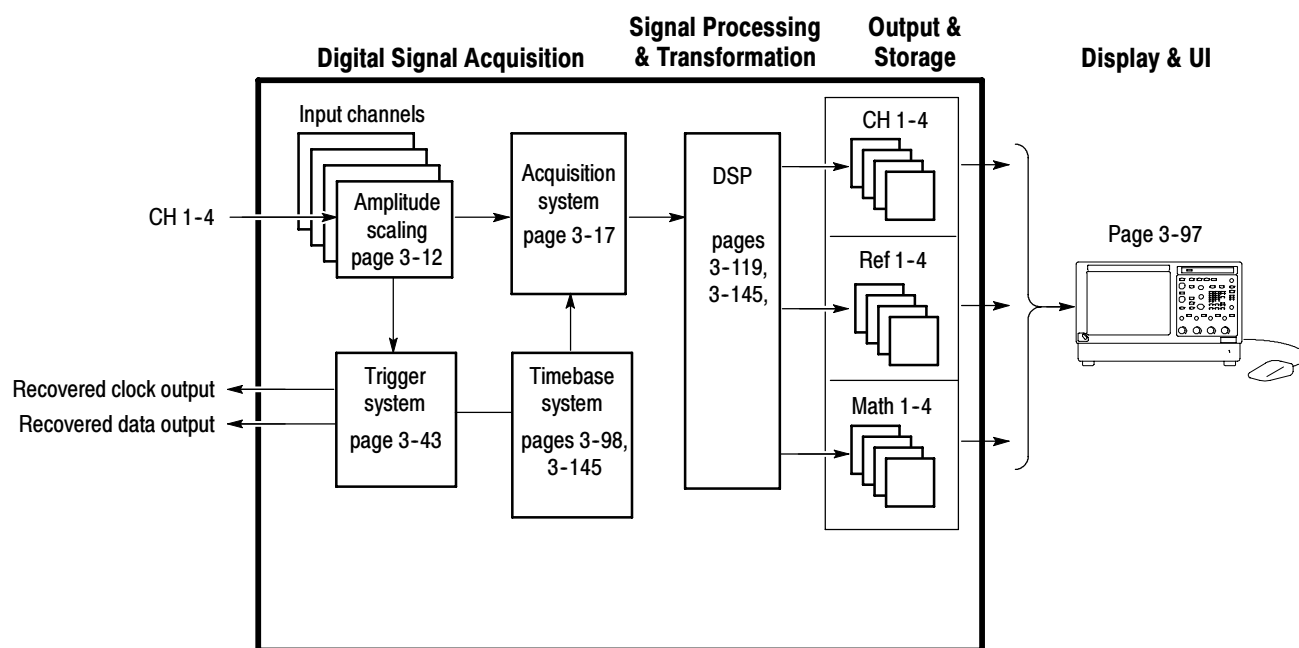 Digital Signal Acquisition
Signal Processing
& Transformation
Output &
Storage
Display & UI
Input channels
CH 1-4
Amplitude
scaling
page 3-12
Acquisition
system
page 3-17
DSP
pages
3-119,
3-145,
CH 1-4
Ref 1-4
Math 1-4
Page 3-97
Recovered clock output
Recovered data output
Trigger
system
page 3-43
Timebase
system
pages 3-98,
3-145